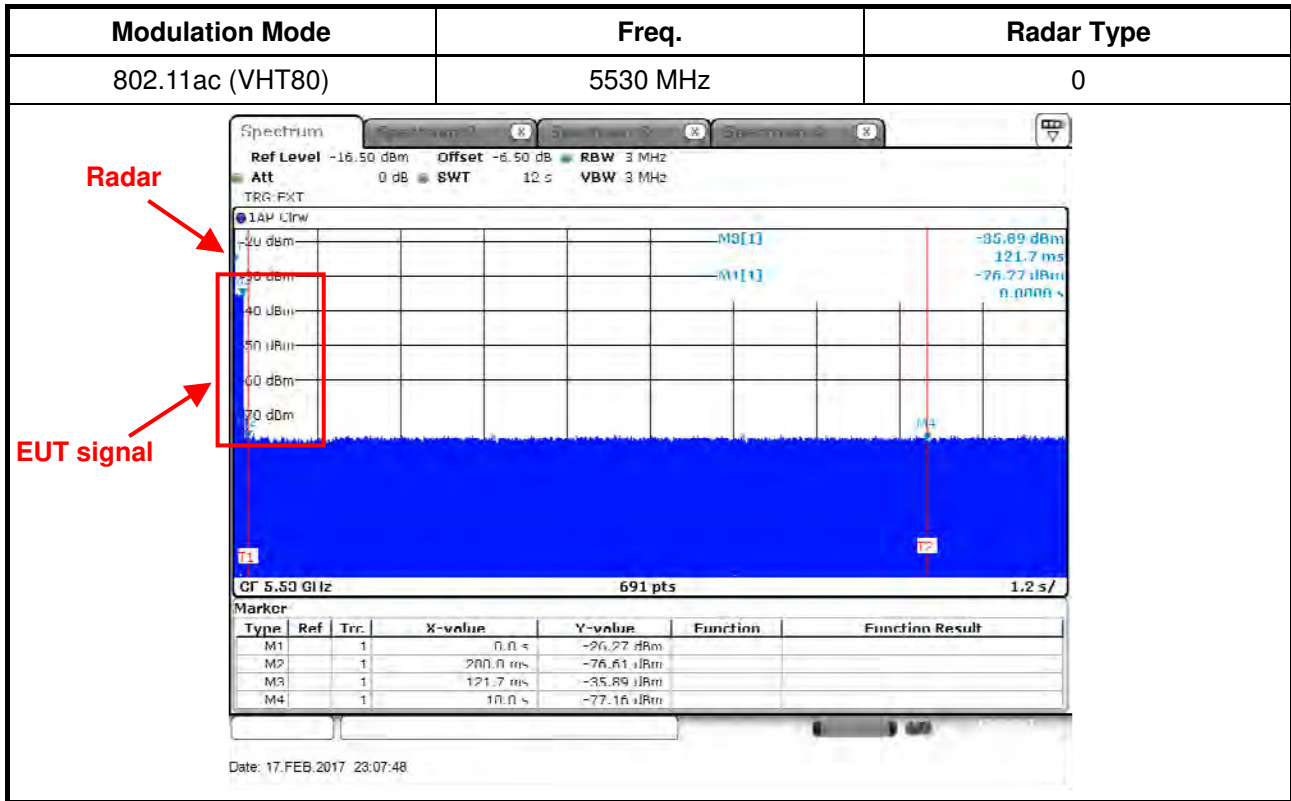 Modulation Mode Freq. Radar Type
802.11ac (VHT80) 5530 MHz 0
Spectrum
Ref Level -16.50 dBm Offset -6.50 dB RBW 3 MHz
Radar
Att 0 dB SWT 12 s VBW 3 MHz
TRG:EXT
1AP Clrw
-20 dBm M3[1] -35.89 dBm
121.7 ms
-30 dBm M1[1] -26.27 dBm
0.0000 s
-40 dBm
-50 dBm
-60 dBm
-70 dBm
M4
EUT signal
T1 T2
CF 5.53 GHz 691 pts 1.2 s/
Marker
Type Ref Trc. X-value Y-value Function Function Result
M1 1 0.0 s -26.27 dBm
M2 1 200.0 ms -76.61 dBm
M3 1 121.7 ms -35.89 dBm
M4 1 10.0 s -77.16 dBm
Date: 17.FEB.2017 23:07:48